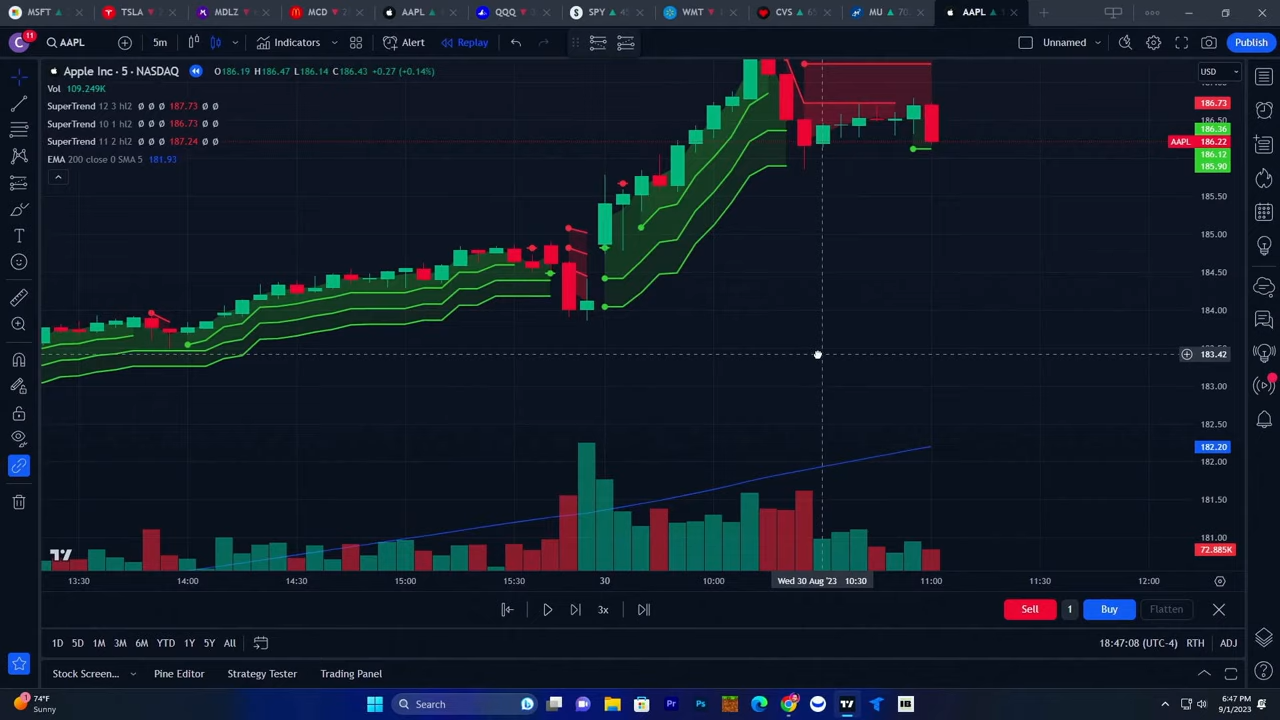 MSFT
TSLA
MDLZ
MCD
AAPL
QQQ
SPY
WMT
CVS
MU
AAPL
C 11
AAPL
5m
Indicators
Alert
Replay
Unnamed
Publish
Apple Inc · 5 · NASDAQ
O186.19 H186.47 L186.14 C186.43 +0.27 (+0.14%)
USD
Vol 109.249K
SuperTrend 12 3 hl2 Ø Ø Ø 187.73 Ø Ø
SuperTrend 10 1 hl2 Ø Ø Ø 186.73 Ø Ø
SuperTrend 11 2 hl2 Ø Ø Ø 187.24 Ø Ø
EMA 200 close 0 SMA 5 181.93
186.73
186.50
186.36
AAPL 186.22
186.12
185.90
185.50
185.00
184.50
184.00
183.42
183.00
182.50
182.20
182.00
181.50
181.00
72.885K
13:30
14:00
14:30
15:00
15:30
30
10:00
Wed 30 Aug '23 10:30
11:00
11:30
12:00
3x
Sell
1
Buy
Flatten
1D 5D 1M 3M 6M YTD 1Y 5Y All
18:47:08 (UTC-4) RTH ADJ
Stock Screen...
Pine Editor
Strategy Tester
Trading Panel
74°F
Sunny
Search
6:47 PM
9/1/2023